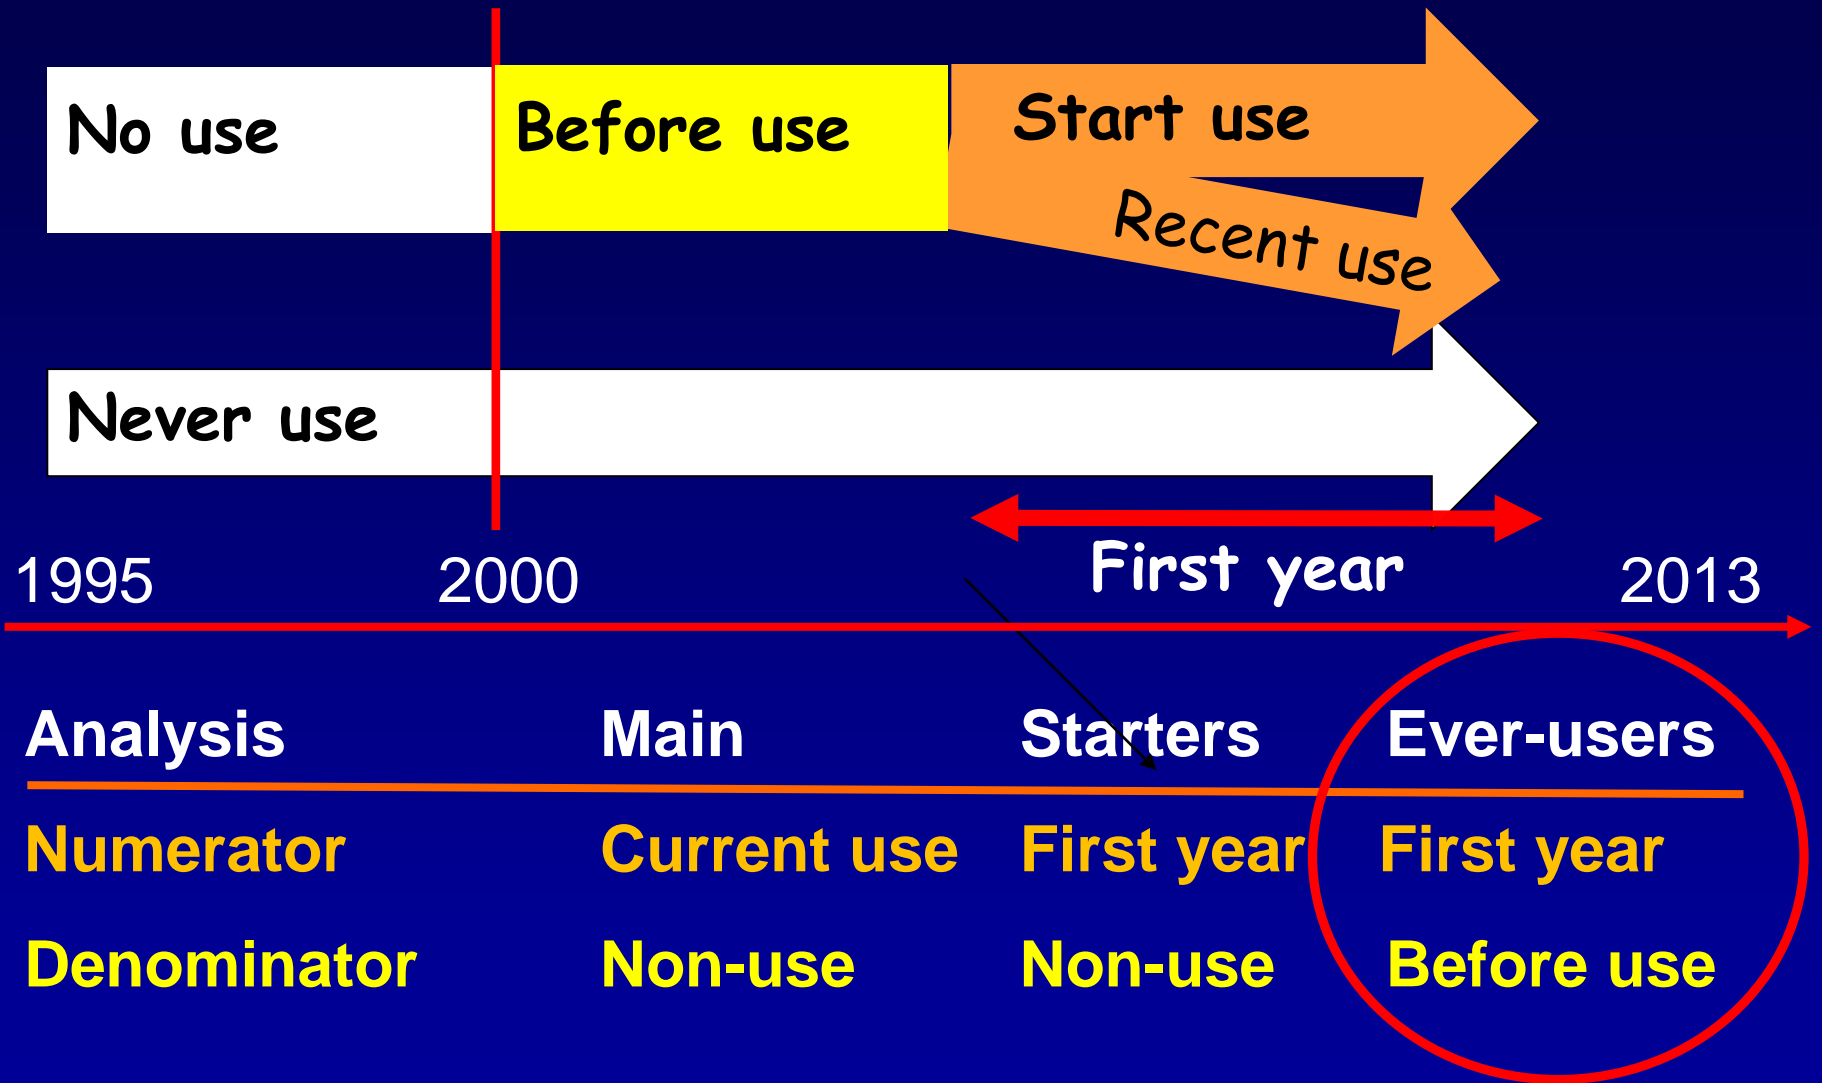 No use
Before use
Start use
Recent use
Never use
First year
1995
2000
2013
Analysis Main Starters Ever-users
Numerator Current use First year First year
Denominator Non-use Non-use Before use